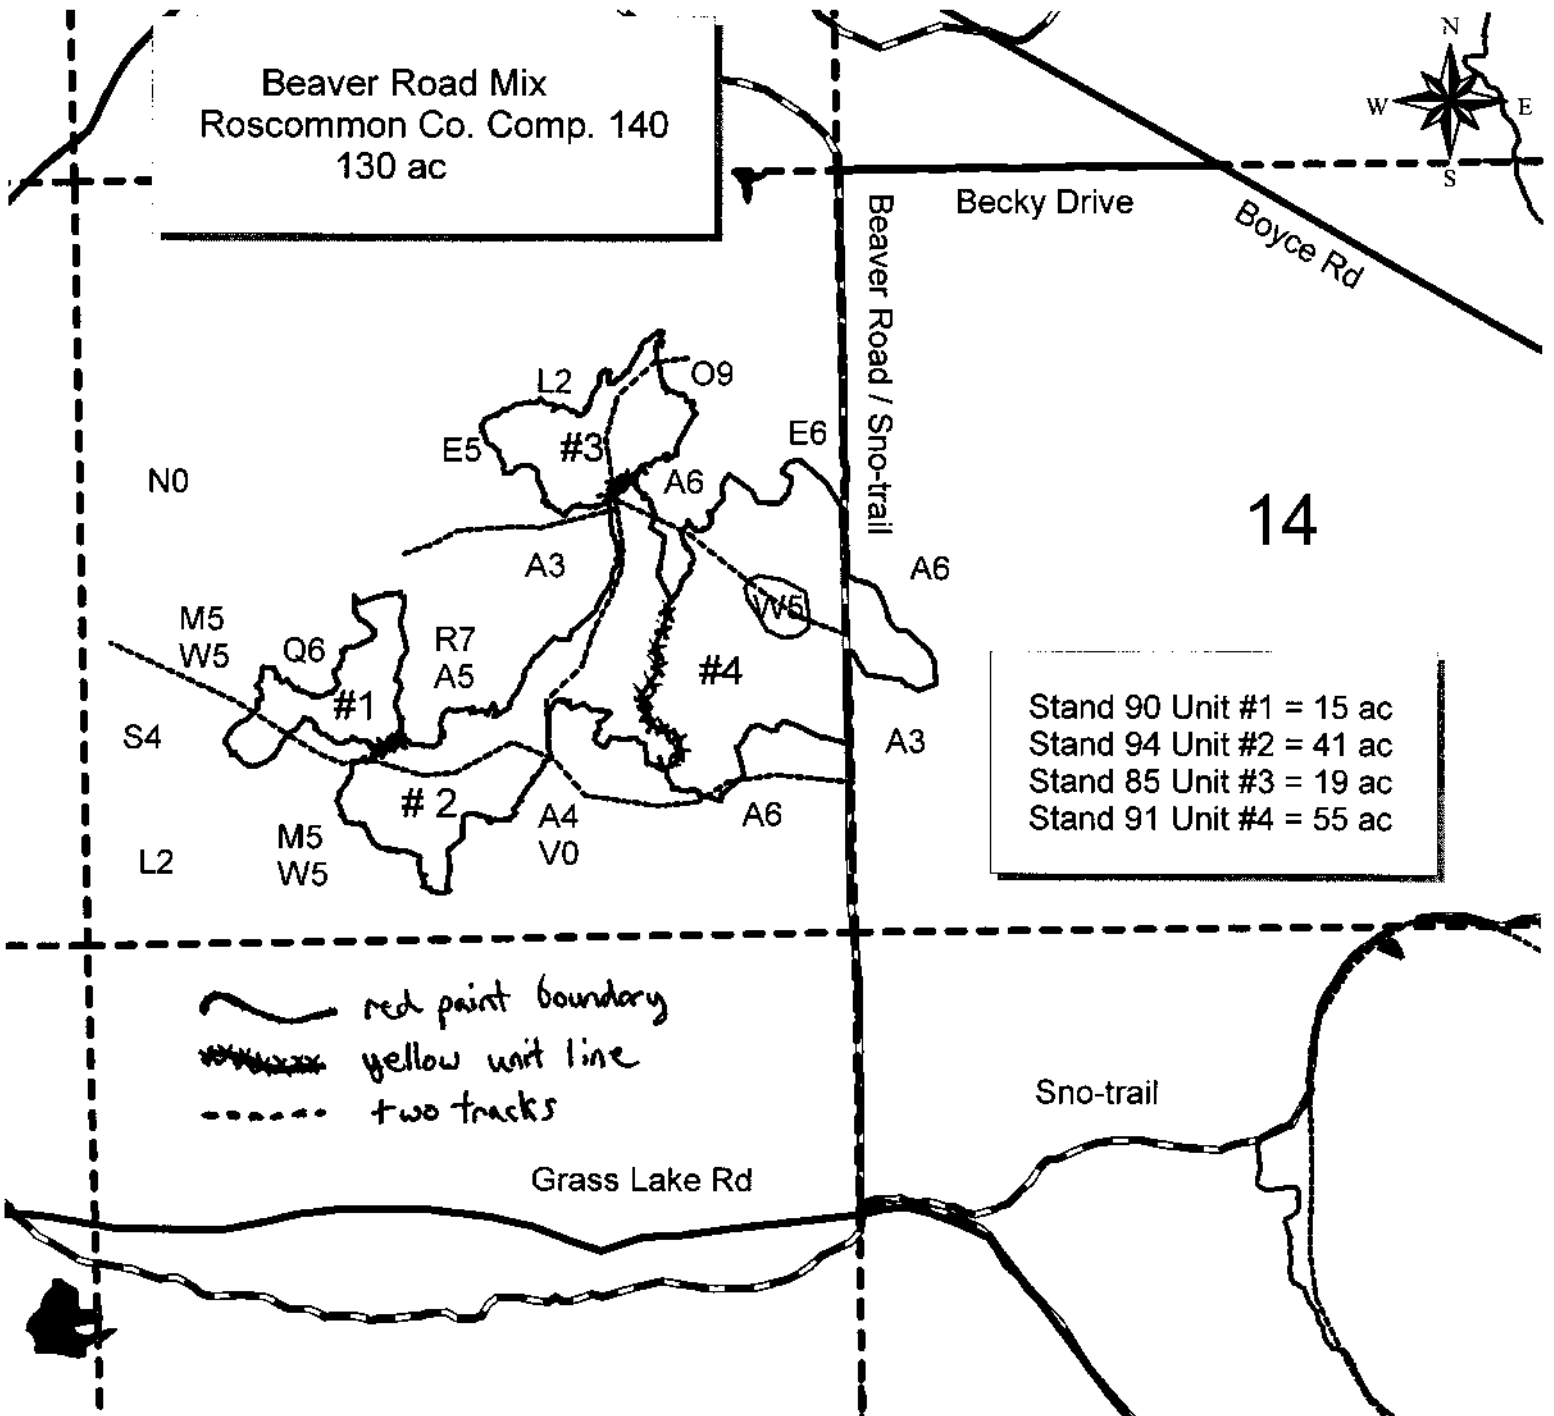 Beaver Road Mix
Roscommon Co. Comp. 140
130 ac
N
W E
S
Becky Drive
Boyce Rd
Beaver Road / Sno-trail
L2
O9
E5
#3
E6
A6
N0
14
A3
A6
W5
M5
W5
Q6
R7
A5
#4
#1
S4
A3
Stand 90 Unit #1 = 15 ac
Stand 94 Unit #2 = 41 ac
Stand 85 Unit #3 = 19 ac
Stand 91 Unit #4 = 55 ac
# 2
A4
V0
A6
M5
W5
L2
red paint boundary
yellow unit line
two tracks
Sno-trail
Grass Lake Rd